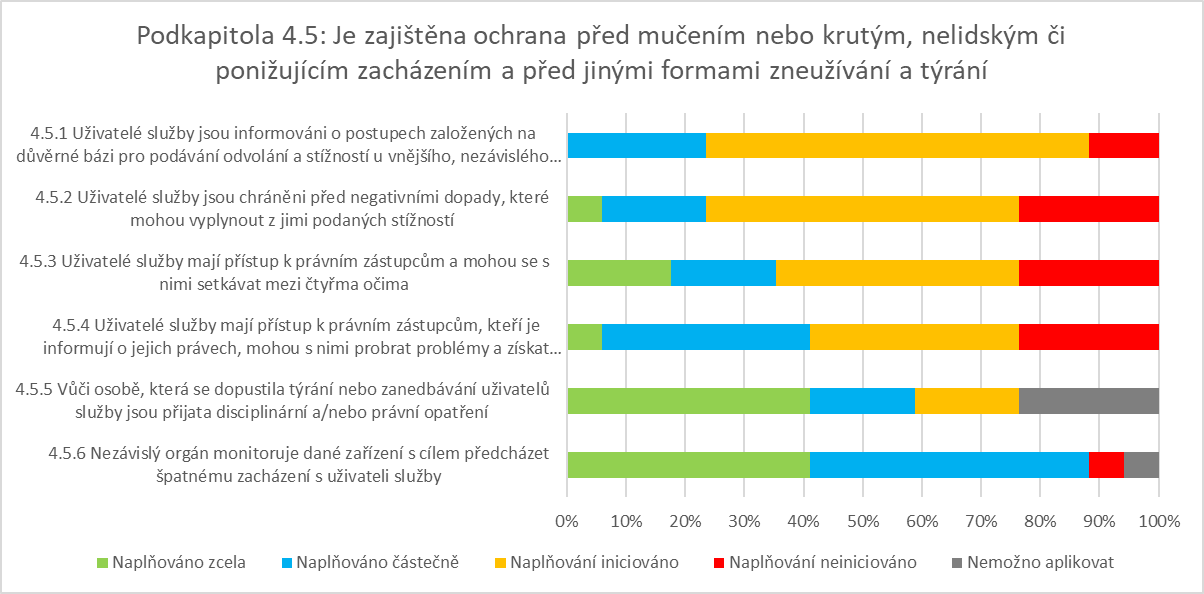 Podkapitola 4.5: Je zajištěna ochrana před mučením nebo krutým, nelidským či
ponižujícím zacházením a před jinými formami zneužívání a týrání
4.5.1 Uživatelé služby jsou informováni o postupech založených na
důvěrné bázi pro podávání odvolání a stížností u vnějšího, nezávislého...
4.5.2 Uživatelé služby jsou chráněni před negativními dopady, které
mohou vyplynout z jimi podaných stížností
4.5.3 Uživatelé služby mají přístup k právním zástupcům a mohou se s
nimi setkávat mezi čtyřma očima
4.5.4 Uživatelé služby mají přístup k právním zástupcům, kteří je
informují o jejich právech, mohou s nimi probrat problémy a získat...
4.5.5 Vůči osobě, která se dopustila týrání nebo zanedbávání uživatelů
služby jsou přijata disciplinární a/nebo právní opatření
4.5.6 Nezávislý orgán monitoruje dané zařízení s cílem předcházet
špatnému zacházení s uživateli služby
0% 10% 20% 30% 40% 50% 60% 70% 80% 90% 100%
Naplňováno zcela Naplňováno částečně Naplňování iniciováno Naplňování neiniciováno Nemožno aplikovat